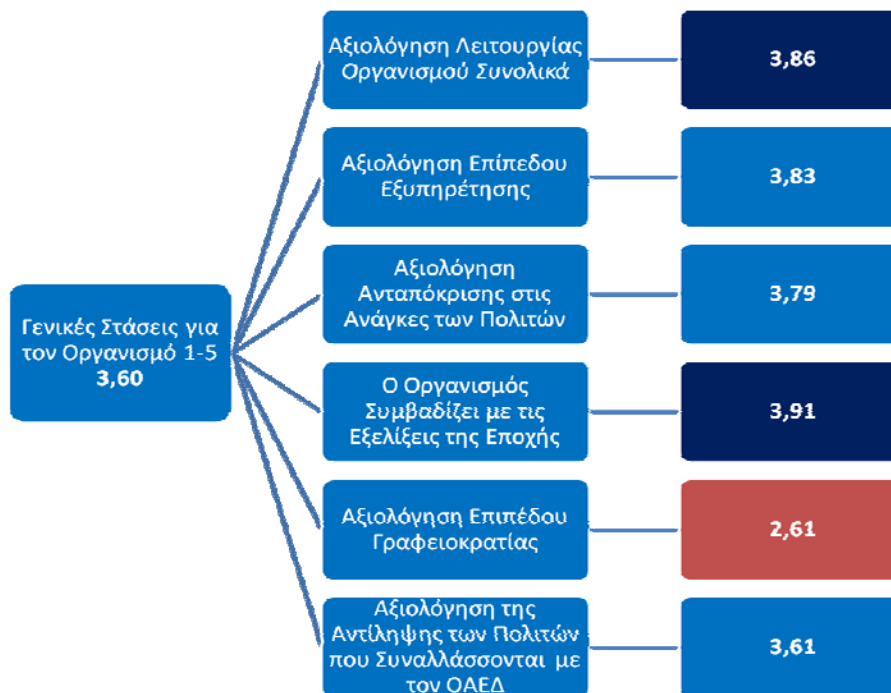 Αξιολόγηση Λειτουργίας
Οργανισμού Συνολικά
3,86
Αξιολόγηση Επίπεδου
Εξυπηρέτησης
3,83
Αξιολόγηση
Ανταπόκρισης στις
Ανάγκες των Πολιτών
3,79
Γενικές Στάσεις για
τον Οργανισμό 1-5
3,60
Ο Οργανισμός
Συμβαδίζει με τις
Εξελίξεις της Εποχής
3,91
Αξιολόγηση Επιπέδου
Γραφειοκρατίας
2,61
Αξιολόγηση της
Αντίληψης των Πολιτών
που Συναλλάσσονται με
τον ΟΑΕΔ
3,61